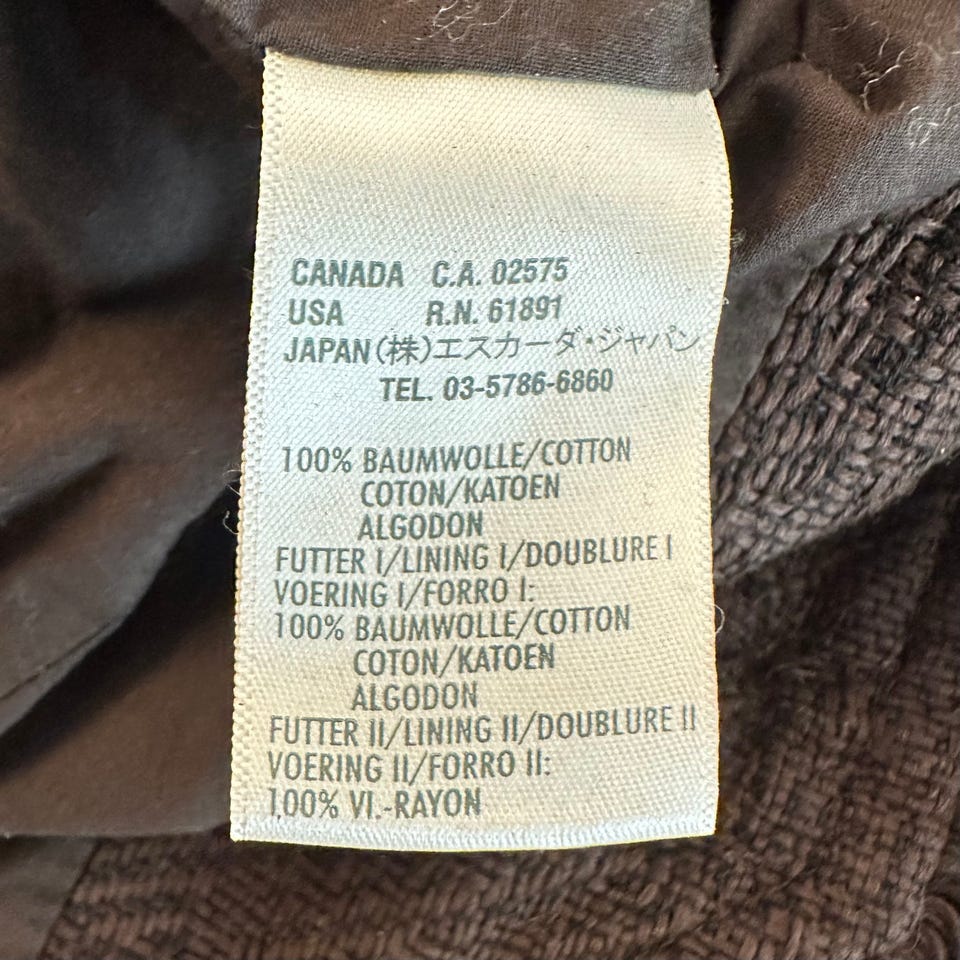 CANADA C.A. 02575
USA R.N. 61891
JAPAN (株)エスカーダ・ジャパン
TEL. 03-5786-6860
100% BAUMWOLLE/COTTON
COTON/KATOEN
ALGODON
FUTTER I/LINING I/DOUBLURE I
VOERING I/FORRO I:
100% BAUMWOLLE/COTTON
COTON/KATOEN
ALGODON
FUTTER II/LINING II/DOUBLURE II
VOERING II/FORRO II:
100% VI.-RAYON